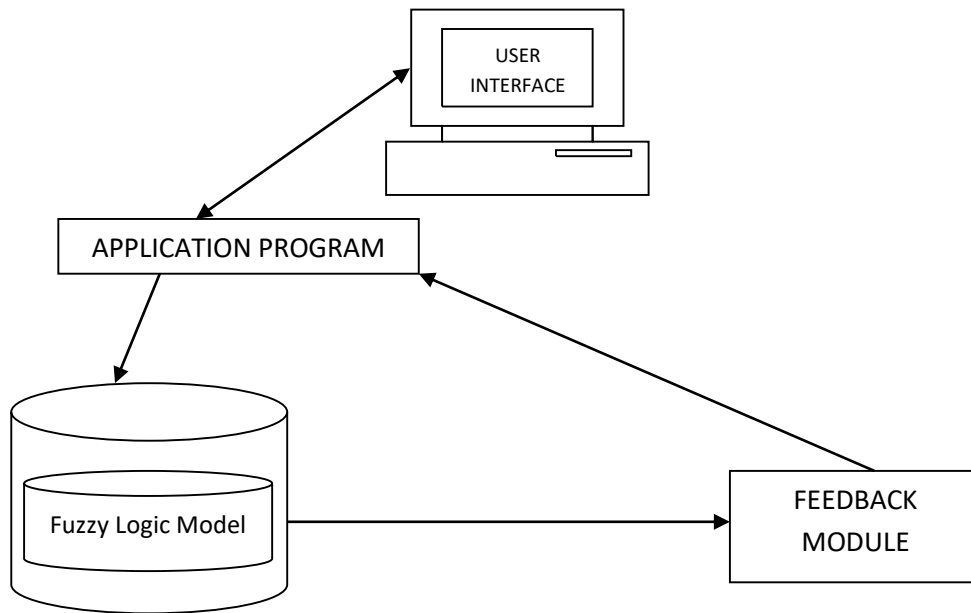 USER
INTERFACE
APPLICATION PROGRAM
Fuzzy Logic Model
FEEDBACK
MODULE